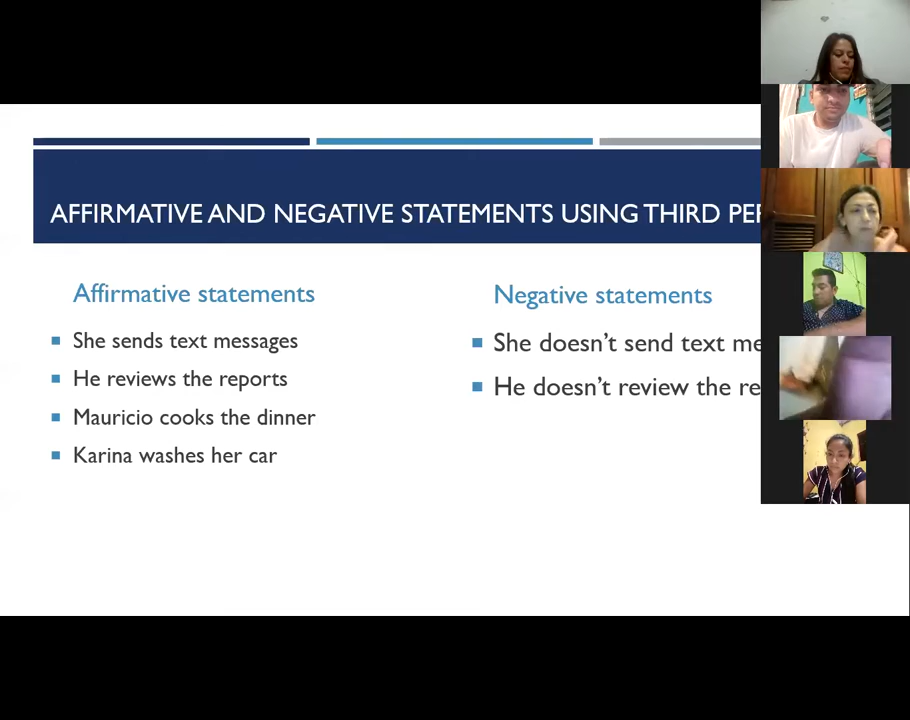 AFFIRMATIVE AND NEGATIVE STATEMENTS USING THIRD
Affirmative statements
She sends text messages
He reviews the reports
Mauricio cooks the dinner
Karina washes her car
Negative statements
She doesn't send text
He doesn't review the